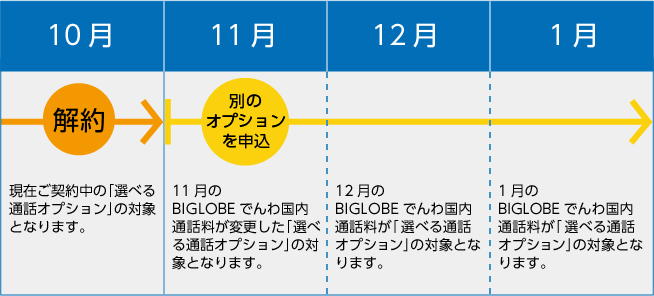 10月
11月
12月
1月
解約
別の
オプション
を申込
現在ご契約中の「選べる
通話オプション」の対象
となります。
11月の
BIGLOBEでんわ国内
通話料が変更した「選べ
る通話オプション」の対
象となります。
12月の
BIGLOBEでんわ国内
通話料が「選べる通話
オプション」の対象とな
ります。
1月の
BIGLOBEでんわ国内
通話料が「選べる通話
オプション」の対象とな
ります。